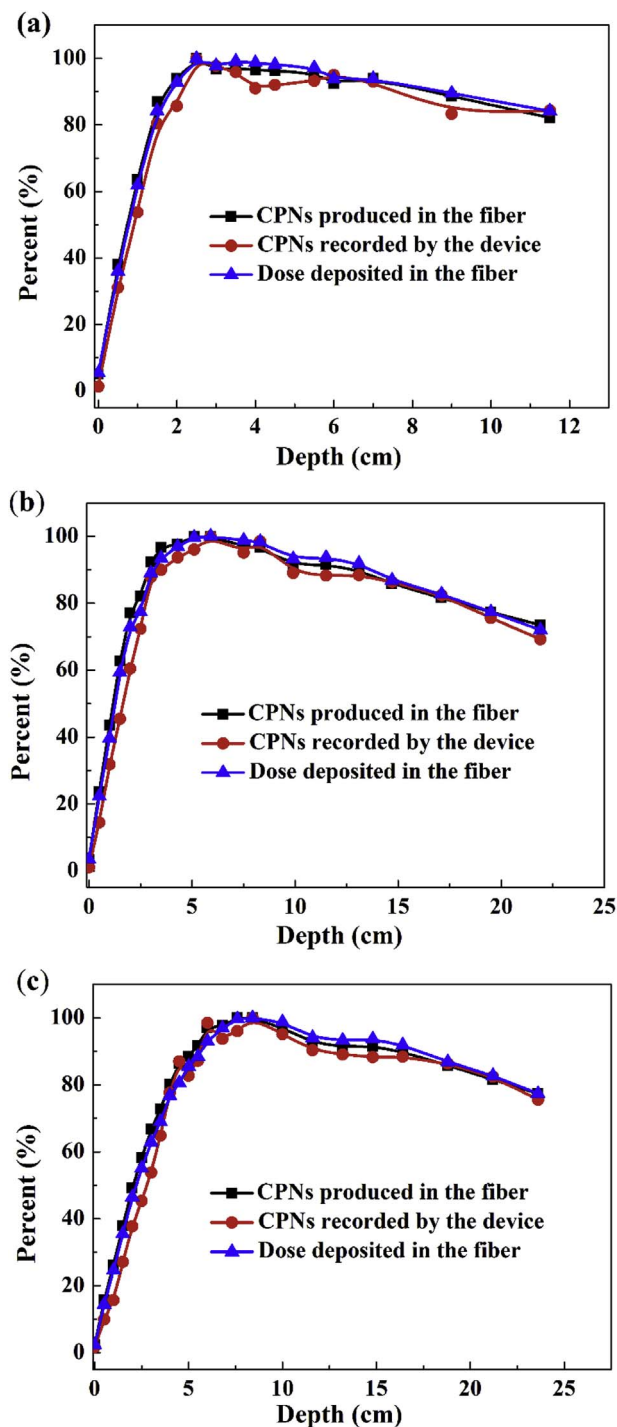 (a)
100
80
60
40
20
0
Percent (%)
CPNs produced in the fiber
CPNs recorded by the device
Dose deposited in the fiber
0 2 4 6 8 10 12
Depth (cm)
(b)
100
80
60
40
20
0
Percent (%)
CPNs produced in the fiber
CPNs recorded by the device
Dose deposited in the fiber
0 5 10 15 20 25
Depth (cm)
(c)
100
80
60
40
20
0
Percent (%)
CPNs produced in the fiber
CPNs recorded by the device
Dose deposited in the fiber
0 5 10 15 20 25
Depth (cm)